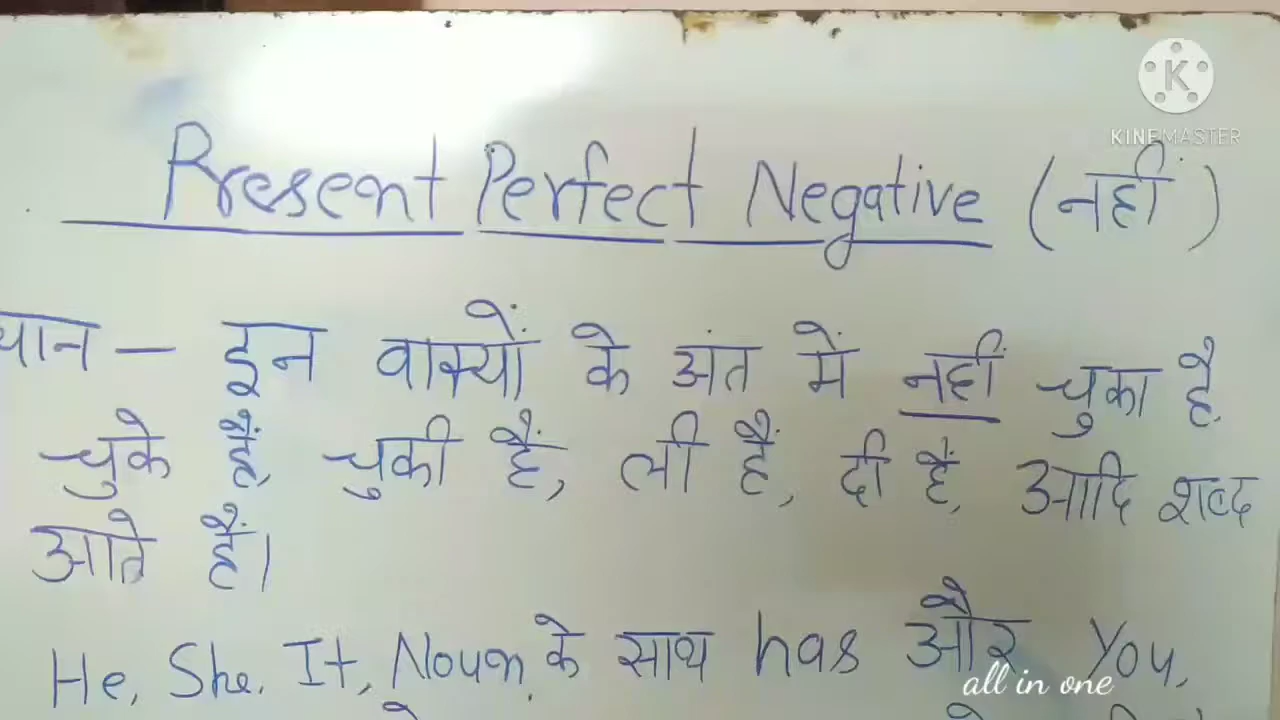 KINEMASTER
Present Perfect Negative (नहीं)
यान – इन वाक्यों के अंत में नहीं चुका है,
चुके हैं, चुकी हैं, ली हैं, दी हैं, आदि शब्द
आते हैं।
He, She, It, Noun के साथ has और You,
all in one